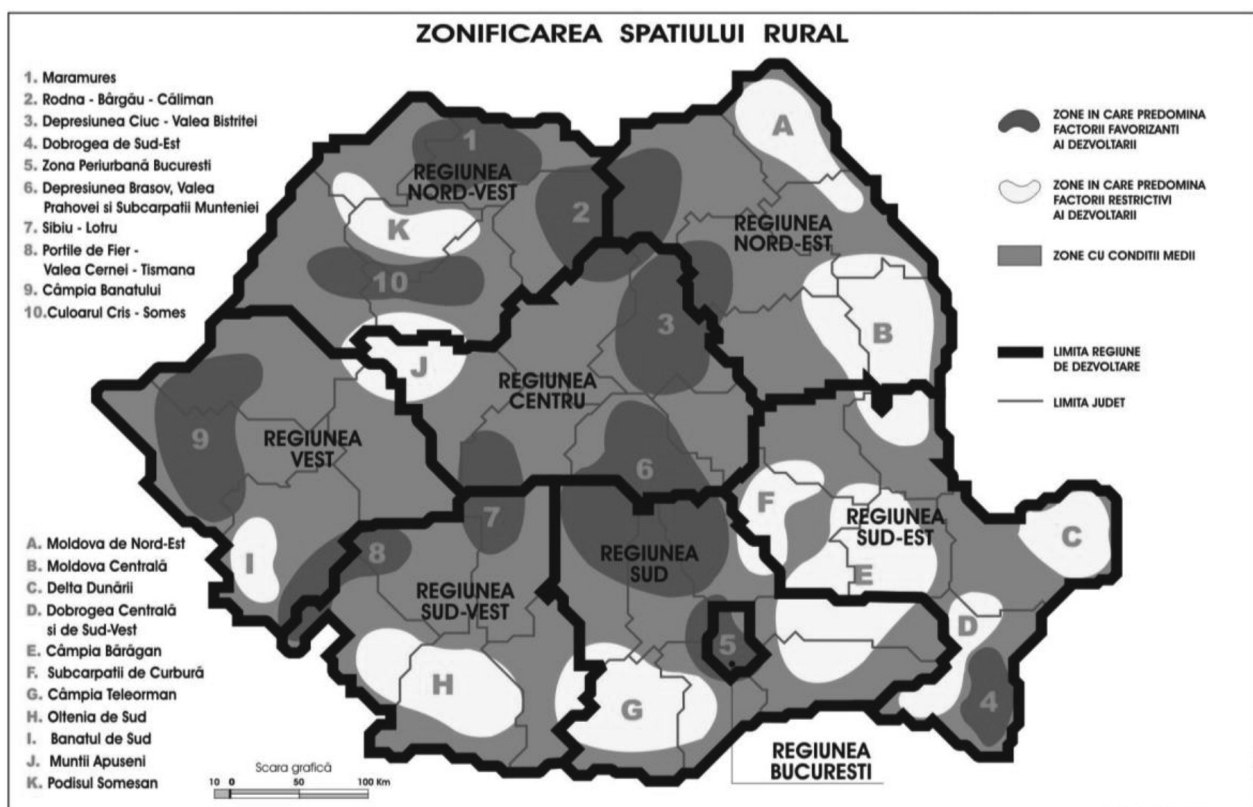 ZONIFICAREA SPATIULUI RURAL
1. Maramures
2. Rodna - Bârgău - Căliman
3. Depresiunea Ciuc - Valea Bistritei
4. Dobrogea de Sud-Est
5. Zona Periurbană Bucuresti
6. Depresiunea Brasov, Valea
Prahovei si Subcarpatii Munteniei
7. Sibiu - Lotru
8. Portile de Fier -
Valea Cernei - Tismana
9. Câmpia Banatului
10.Culoarul Cris - Somes
A. Moldova de Nord-Est
B. Moldova Centrală
C. Delta Dunării
D. Dobrogea Centrală
si de Sud-Vest
E. Câmpia Bărăgan
F. Subcarpatii de Curbură
G. Câmpia Teleorman
H. Oltenia de Sud
I. Banatul de Sud
J. Muntii Apuseni
K. Podisul Somesan
Scara grafică
10 0 50 100 Km
1
REGIUNEA
NORD-VEST
K
2
10
J
A
REGIUNEA
NORD-EST
B
3
REGIUNEA
CENTRU
9
REGIUNEA
VEST
6
7
8
I
F
REGIUNEA
SUD-EST
E
C
REGIUNEA
SUD
REGIUNEA
SUD-VEST
D
5
4
H
G
REGIUNEA
BUCURESTI
ZONE IN CARE PREDOMINA
FACTORII FAVORIZANTI
AI DEZVOLTARII
ZONE IN CARE PREDOMINA
FACTORII RESTRICTIVI
AI DEZVOLTARII
ZONE CU CONDITII MEDII
LIMITA REGIUNE
DE DEZVOLTARE
LIMITA JUDET